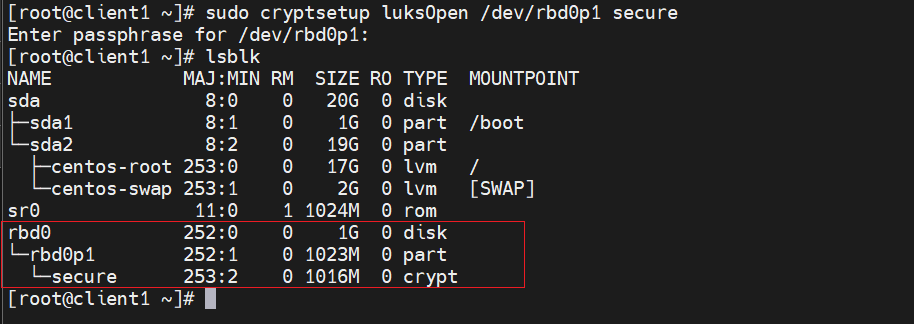 [root@client1 ~]# sudo cryptsetup luksOpen /dev/rbd0p1 secure
Enter passphrase for /dev/rbd0p1:
[root@client1 ~]# lsblk
NAME            MAJ:MIN RM  SIZE RO TYPE  MOUNTPOINT
sda               8:0    0   20G  0 disk
├─sda1            8:1    0    1G  0 part  /boot
└─sda2            8:2    0   19G  0 part
  ├─centos-root 253:0    0   17G  0 lvm   /
  └─centos-swap 253:1    0    2G  0 lvm   [SWAP]
sr0              11:0    1 1024M  0 rom
rbd0            252:0    0    1G  0 disk
└─rbd0p1        252:1    0 1023M  0 part
  └─secure      253:2    0 1016M  0 crypt
[root@client1 ~]#